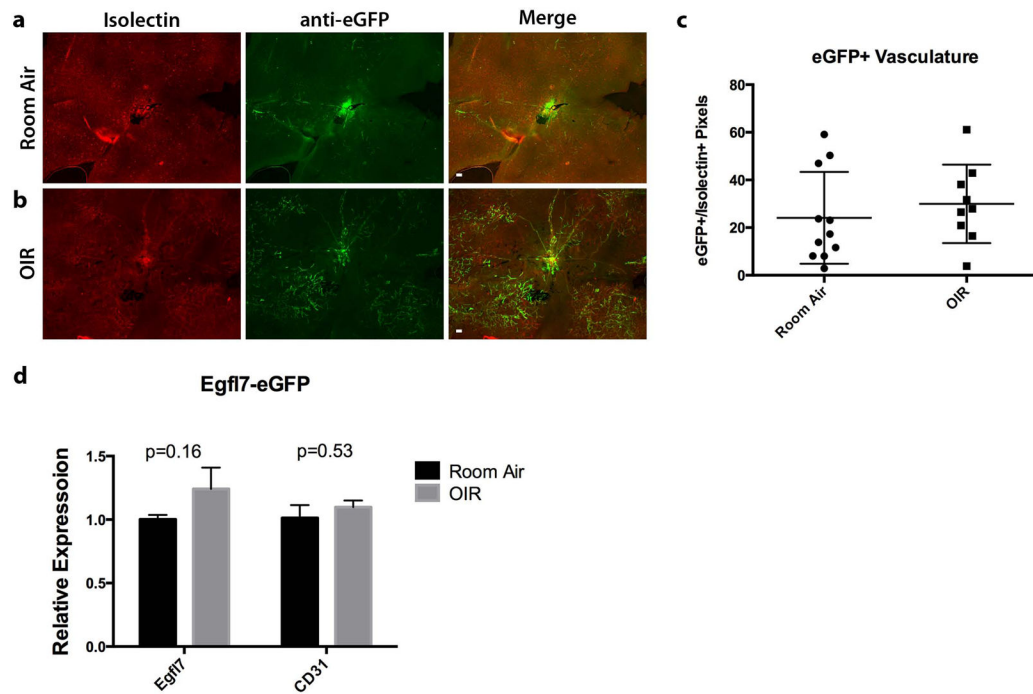 a
Isolectin
anti-eGFP
Merge
Room Air
b
OIR
c
eGFP+ Vasculature
eGFP+/Isolectin+ Pixels
80
60
40
20
0
Room Air
OIR
d
Egfl7-eGFP
p=0.16
p=0.53
Room Air
OIR
Relative Expressoion
1.5
1.0
0.5
0.0
Egfl7
CD31